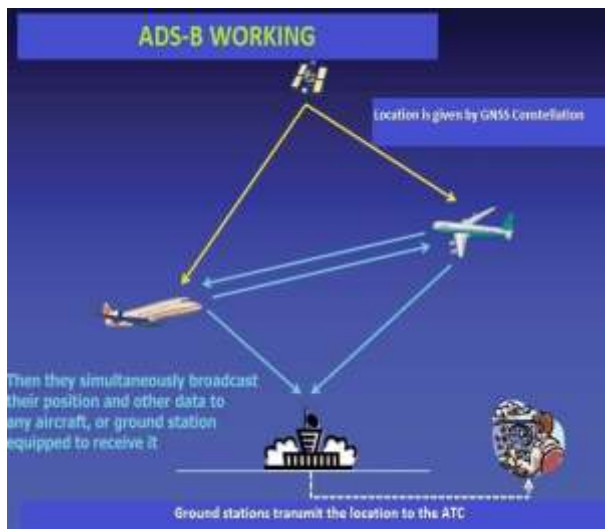 ADS-B WORKING
Location is given by GNSS Constellation
Then they simultaneously broadcast
their position and other data to
any aircraft, or ground station
equipped to receive it
Ground stations transmit the location to the ATC